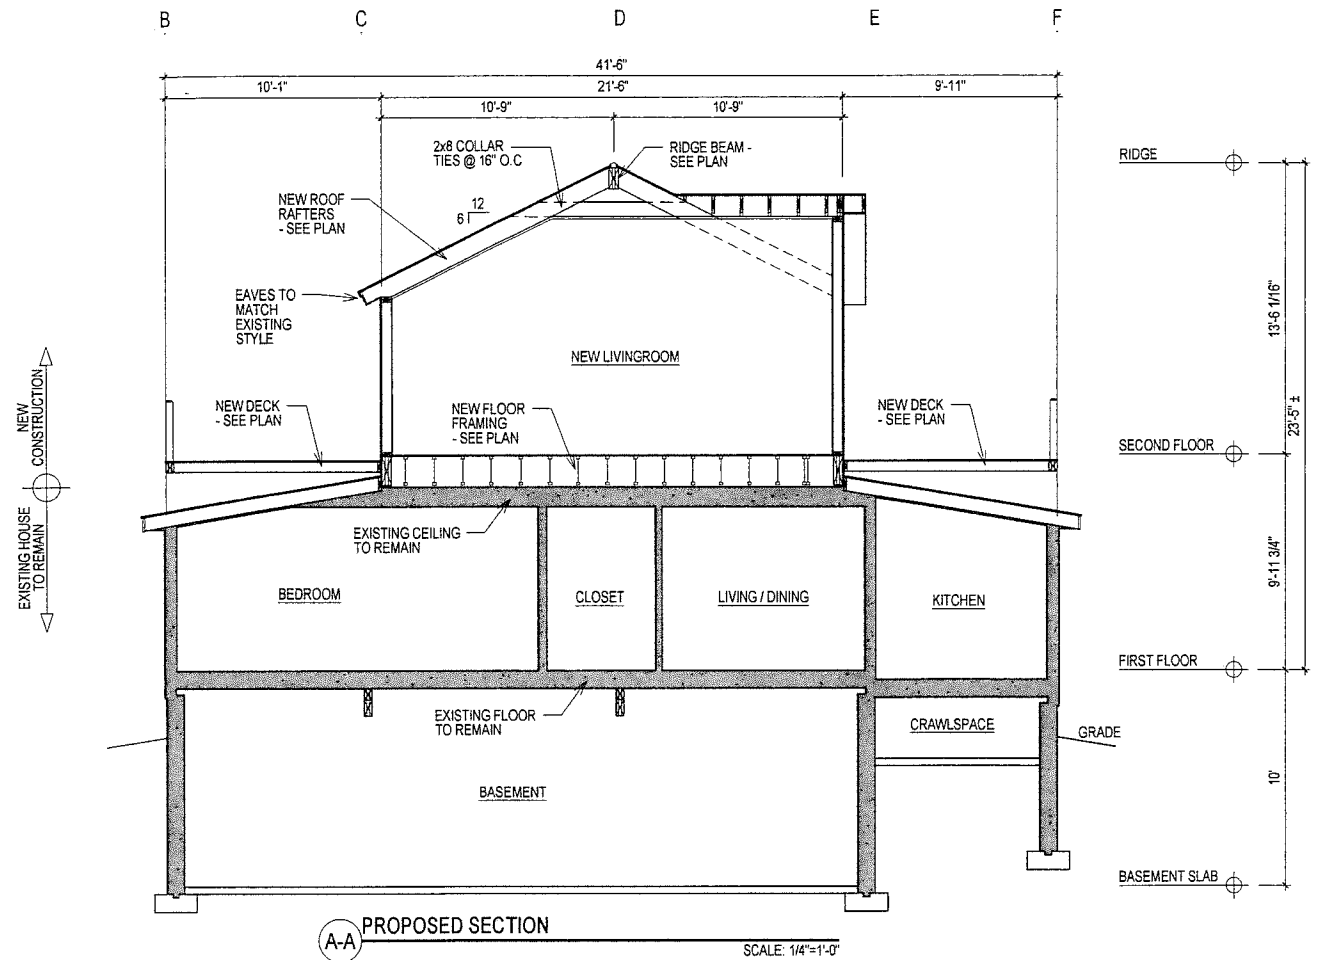 B
C
D
E
F
41'-6"
10'-1"
21'-6"
9'-11"
10'-9"
10'-9"
2x8 COLLAR
TIES @ 16" O.C
RIDGE BEAM -
SEE PLAN
RIDGE
NEW ROOF
RAFTERS
- SEE PLAN
12
6
EAVES TO
MATCH
EXISTING
STYLE
13'-6 1/16"
NEW LIVINGROOM
NEW
CONSTRUCTION
NEW DECK
- SEE PLAN
NEW FLOOR
FRAMING
- SEE PLAN
NEW DECK
- SEE PLAN
23'-5" ±
SECOND FLOOR
EXISTING HOUSE
TO REMAIN
EXISTING CEILING
TO REMAIN
9'-11 3/4"
BEDROOM
CLOSET
LIVING / DINING
KITCHEN
FIRST FLOOR
EXISTING FLOOR
TO REMAIN
CRAWLSPACE
GRADE
BASEMENT
10'
BASEMENT SLAB
A-A
PROPOSED SECTION
SCALE: 1/4"=1'-0"